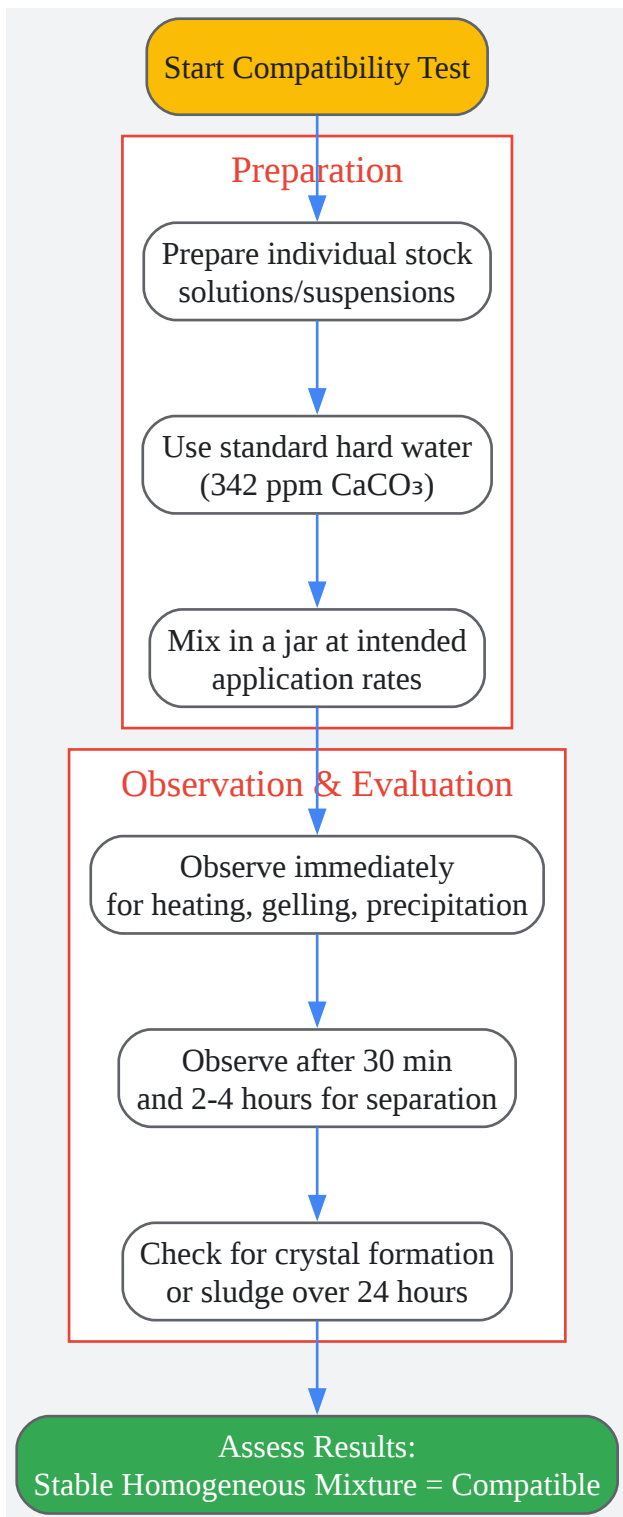 Start Compatibility Test
Preparation
Prepare individual stock
solutions/suspensions
Use standard hard water
(342 ppm CaCO₃)
Mix in a jar at intended
application rates
Observation & Evaluation
Observe immediately
for heating, gelling, precipitation
Observe after 30 min
and 2-4 hours for separation
Check for crystal formation
or sludge over 24 hours
Assess Results:
Stable Homogeneous Mixture = Compatible